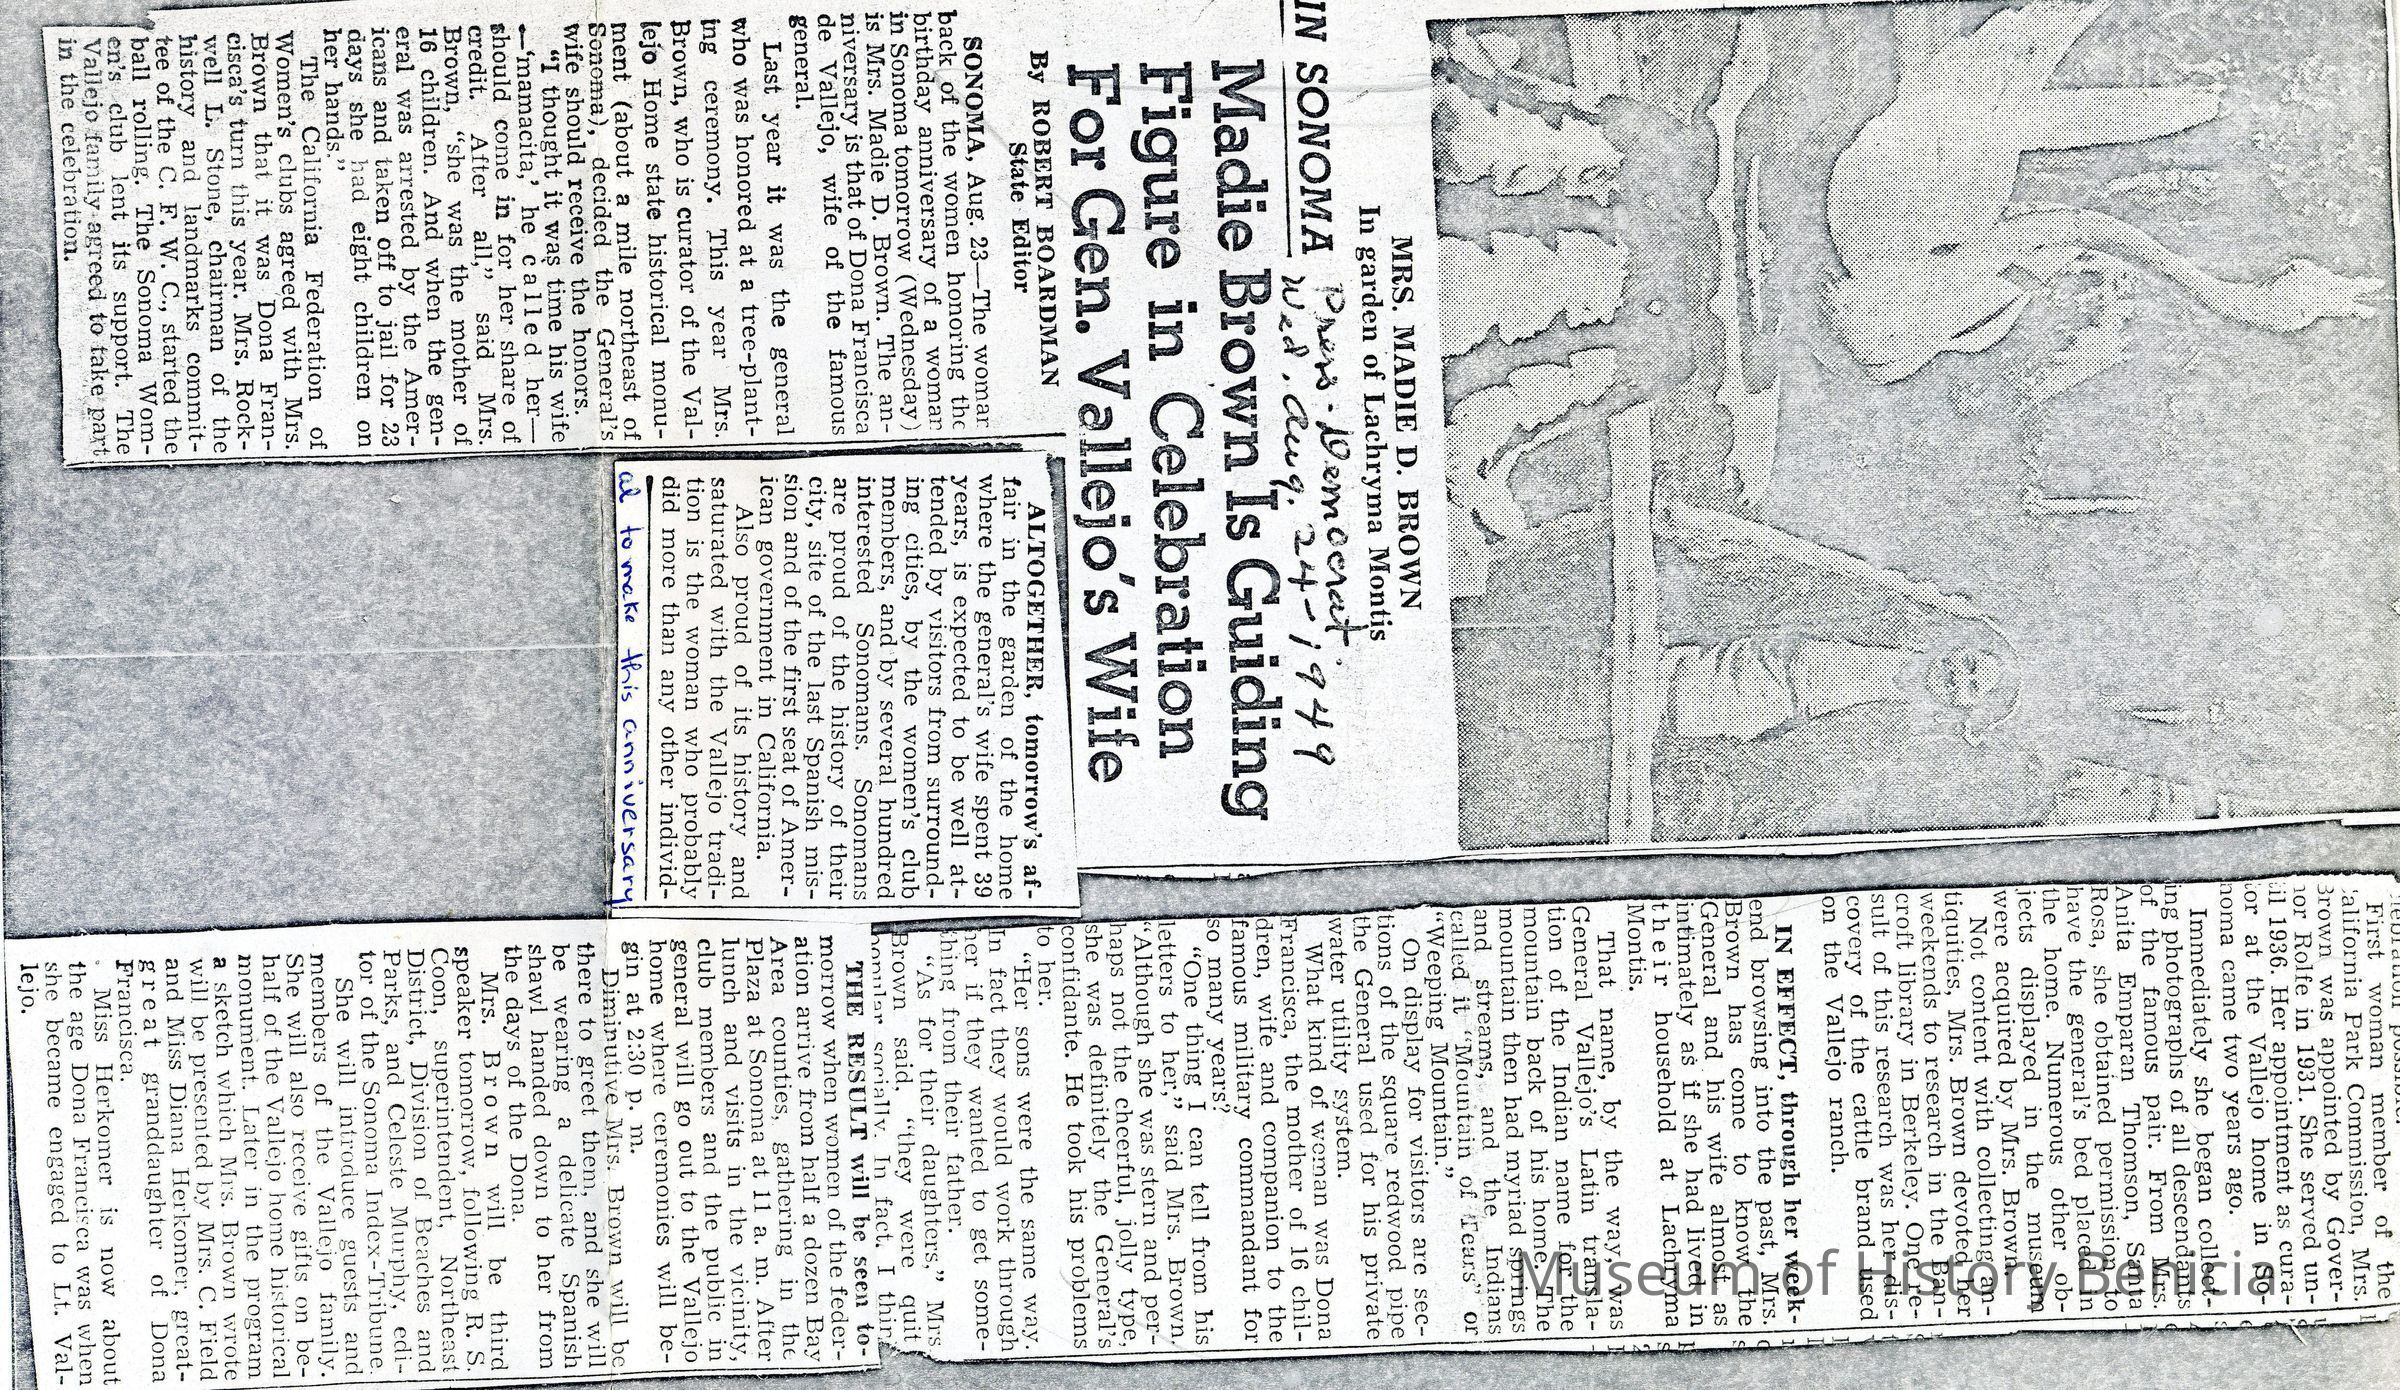 MRS. MADIE D. BROWN
In garden of Lachryma Montis
IN SONOMA
Press-Democrat
Wed, Aug. 24-1949
Madie Brown Is Guiding
Figure in Celebration
For Gen. Vallejo's Wife
By ROBERT BOARDMAN
State Editor
SONOMA, Aug. 23—The woman
back of the women honoring the
birthday anniversary of a woman
in Sonoma tomorrow (Wednesday)
is Mrs. Madie D. Brown. The an-
niversary is that of Dona Francisca
de Vallejo, wife of the famous
general.
Last year it was the general
who was honored at a tree-plant-
ing ceremony. This year Mrs.
Brown, who is curator of the Val-
lejo Home state historical monu-
ment (about a mile northeast of
Sonoma), decided the General's
wife should receive the honors.
"I thought it was time his wife
—'mamacita,' he called her—
should come in for her share of
credit. After all," said Mrs.
Brown, "she was the mother of
16 children. And when the gen-
eral was arrested by the Amer-
icans and taken off to jail for 23
days she had eight children on
her hands."
The California Federation of
Women's clubs agreed with Mrs.
Brown that it was Dona Fran-
cisca's turn this year. Mrs. Rock-
well L. Stone, chairman of the
history and landmarks commit-
tee of the C. F. W. C., started the
ball rolling. The Sonoma Wom-
en's club lent its support. The
Vallejo family agreed to take part
in the celebration.
ALTOGETHER, tomorrow's af-
fair in the garden of the home
where the general's wife spent 39
years, is expected to be well at-
tended by visitors from surround-
ing cities, by the women's club
members, and by several hundred
interested Sonomans. Sonomans
are proud of the history of their
city, site of the last Spanish mis-
sion and of the first seat of Amer-
ican government in California.
Also proud of its history and
saturated with the Vallejo tradi-
tion is the woman who probably
did more than any other individ-
al to make this anniversary
First woman member of the
California Park Commission, Mrs.
Brown was appointed by Gover-
nor Rolfe in 1931. She served un-
til 1936. Her appointment as cura-
tor at the Vallejo home in So-
noma came two years ago.
Immediately she began collect-
ing photographs of all descendants
of the famous pair. From Mrs.
Anita Emparan Thomson, Santa
Rosa, she obtained permission to
have the general's bed placed in
the home. Numerous other ob-
jects displayed in the museum
were acquired by Mrs. Brown.
Not content with collecting an-
tiquities, Mrs. Brown devoted her
weekends to research in the Ban-
croft library in Berkeley. One re-
sult of this research was her dis-
covery of the cattle brand used
on the Vallejo ranch.
IN EFFECT, through her week-
end browsing into the past, Mrs.
Brown has come to know the
General and his wife almost as
intimately as if she had lived in
their household at Lachryma
Montis.
That name, by the way, was
General Vallejo's Latin transla-
tion of the Indian name for the
mountain back of his home. The
mountain then had myriad springs
and streams, and the Indians
called it "Mountain of Tears" or
"Weeping Mountain."
On display for visitors are sec-
tions of the square redwood pipe
the General used for his private
water utility system.
What kind of woman was Dona
Francisca, the mother of 16 chil-
dren, wife and companion to the
famous military commandant for
so many years?
"One thing I can tell from his
letters to her," said Mrs. Brown.
"Although she was stern and per-
haps not the cheerful, jolly type,
she was definitely the General's
confidante. He took his problems
to her.
"Her sons were the same way.
In fact they would work through
her if they wanted to get some-
thing from their father.
"As for their daughters," Mrs.
Brown said, "they were quit
popular socially. In fact, I thin
THE RESULT will be seen to-
morrow when women of the feder-
ation arrive from half a dozen Bay
Area counties, gathering in the
Plaza at Sonoma at 11 a. m. After
lunch and visits in the vicinity,
club members and the public in
general will go out to the Vallejo
home where ceremonies will be-
gin at 2:30 p. m.
Diminutive Mrs. Brown will be
there to greet them, and she will
be wearing a delicate Spanish
shawl handed down to her from
the days of the Dona.
Mrs. Brown will be third
speaker tomorrow, following R. S.
Coon, superintendent, Northeast
District, Division of Beaches and
Parks, and Celeste Murphy, edi-
tor of the Sonoma Index-Tribune.
She will introduce guests and
members of the Vallejo family.
She will also receive gifts on be-
half of the Vallejo home historical
monument. Later in the program
a sketch which Mrs. Brown wrote
will be presented by Mrs. C. Field
and Miss Diana Herkomer, great-
great granddaughter of Dona
Francisca.
Miss Herkomer is now about
the age Dona Francisca was when
she became engaged to Lt. Val-
lejo.
Museum of History Benicia